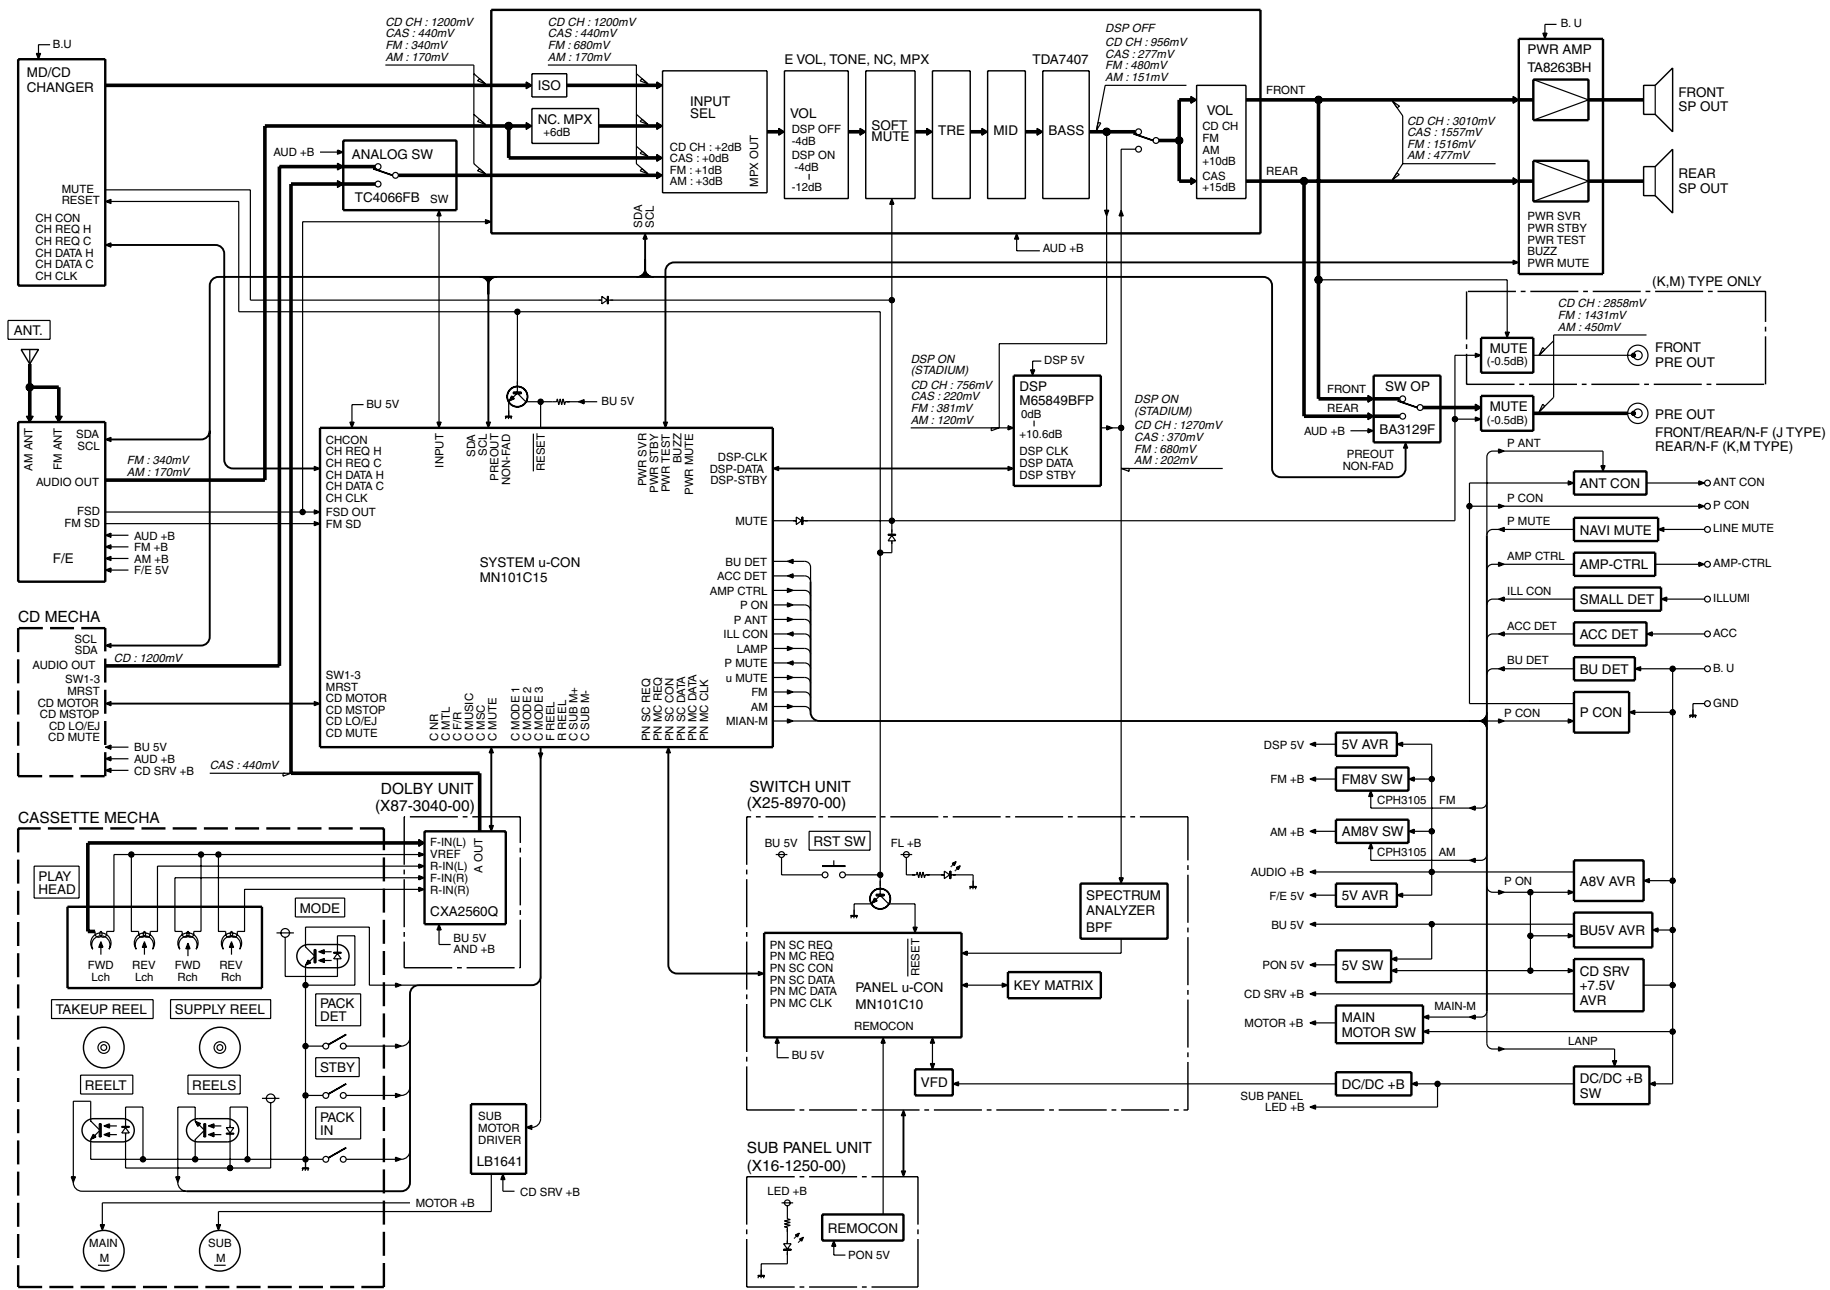 B.U
MD/CD
CHANGER
MUTE
RESET
CH CON
CH REQ H
CH REQ C
CH DATA H
CH DATA C
CH CLK
CD CH : 1200mV
CAS : 440mV
FM : 340mV
AM : 170mV
CD CH : 1200mV
CAS : 440mV
FM : 680mV
AM : 170mV
ISO
NC. MPX
+6dB
AUD +B
ANALOG SW
TC4066FB
SW
INPUT
SEL
CD CH : +2dB
CAS : +0dB
FM : +1dB
AM : +3dB
MPX OUT
SDA
SCL
E VOL, TONE, NC, MPX
TDA7407
VOL
DSP OFF
-4dB
DSP ON
-4dB
-12dB
SOFT
MUTE
TRE
MID
BASS
DSP OFF
CD CH : 956mV
CAS : 277mV
FM : 480mV
AM : 151mV
VOL
CD CH
FM
AM
+10dB
CAS
+15dB
AUD +B
FRONT
REAR
CD CH : 3010mV
CAS : 1557mV
FM : 1516mV
AM : 477mV
B. U
PWR AMP
TA8263BH
PWR SVR
PWR STBY
PWR TEST
BUZZ
PWR MUTE
FRONT
SP OUT
REAR
SP OUT
(K,M) TYPE ONLY
CD CH : 2858mV
FM : 1431mV
AM : 450mV
MUTE
(-0.5dB)
FRONT
PRE OUT
MUTE
(-0.5dB)
PRE OUT
FRONT/REAR/N-F (J TYPE)
REAR/N-F (K,M TYPE)
FRONT
REAR
AUD +B
SW OP
BA3129F
PREOUT
NON-FAD
ANT.
AM ANT
FM ANT
SDA
SCL
AUDIO OUT
FSD
FM SD
F/E
FM : 340mV
AM : 170mV
AUD +B
FM +B
AM +B
F/E 5V
BU 5V
BU 5V
DSP ON
(STADIUM)
CD CH : 756mV
CAS : 220mV
FM : 381mV
AM : 120mV
DSP 5V
DSP
M65849BFP
0dB
+10.6dB
DSP CLK
DSP DATA
DSP STBY
DSP ON
(STADIUM)
CD CH : 1270mV
CAS : 370mV
FM : 680mV
AM : 202mV
CHCON
CH REQ H
CH REQ C
CH DATA H
CH DATA C
CH CLK
FSD OUT
FM SD
INPUT
SDA
SCL
PREOUT
NON-FAD
RESET
PWR SVR
PWR STBY
PWR TEST
BUZZ
PWR MUTE
DSP-CLK
DSP-DATA
DSP-STBY
MUTE
SYSTEM u-CON
MN101C15
BU DET
ACC DET
AMP CTRL
P ON
P ANT
ILL CON
LAMP
P MUTE
u MUTE
FM
AM
MIAN-M
SW1-3
MRST
CD MOTOR
CD MSTOP
CD LO/EJ
CD MUTE
C NR
C MTL
C F/R
C MUSIC
C MSC
C MUTE
C MODE 1
C MODE 2
C MODE 3
F REEL
R REEL
C SUB M+
C SUB M-
PN SC REQ
PN MC REQ
PN SC CON
PN SC DATA
PN MC DATA
PN MC CLK
CD MECHA
SCL
SDA
AUDIO OUT
SW1-3
MRST
CD MOTOR
CD MSTOP
CD LO/EJ
CD MUTE
CD : 1200mV
BU 5V
AUD +B
CD SRV +B
CAS : 440mV
P ANT
ANT CON
ANT CON
P CON
P CON
P MUTE
NAVI MUTE
LINE MUTE
AMP CTRL
AMP-CTRL
AMP-CTRL
ILL CON
SMALL DET
ILLUMI
ACC DET
ACC DET
ACC
BU DET
BU DET
B. U
P CON
P CON
GND
DSP 5V
5V AVR
FM +B
FM8V SW
CPH3105
FM
AM +B
AM8V SW
CPH3105
AM
AUDIO +B
P ON
A8V AVR
F/E 5V
5V AVR
BU 5V
BU5V AVR
PON 5V
5V SW
CD SRV
+7.5V
AVR
CD SRV +B
MAIN-M
MOTOR +B
MAIN
MOTOR SW
LANP
DC/DC +B
DC/DC +B
SW
SUB PANEL
LED +B
CASSETTE MECHA
PLAY
HEAD
FWD
Lch
REV
Lch
FWD
Rch
REV
Rch
MODE
TAKEUP REEL
SUPPLY REEL
PACK
DET
STBY
REELT
REELS
PACK
IN
MAIN
M
SUB
M
MOTOR +B
DOLBY UNIT
(X87-3040-00)
F-IN(L)
VREF
R-IN(L)
F-IN(R)
R-IN(R)
A OUT
CXA2560Q
BU 5V
AND +B
SUB
MOTOR
DRIVER
LB1641
CD SRV +B
SWITCH UNIT
(X25-8970-00)
BU 5V
RST SW
FL +B
SPECTRUM
ANALYZER
BPF
PN SC REQ
PN MC REQ
PN SC CON
PN SC DATA
PN MC DATA
PN MC CLK
RESET
PANEL u-CON
MN101C10
REMOCON
KEY MATRIX
BU 5V
VFD
SUB PANEL UNIT
(X16-1250-00)
LED +B
REMOCON
PON 5V